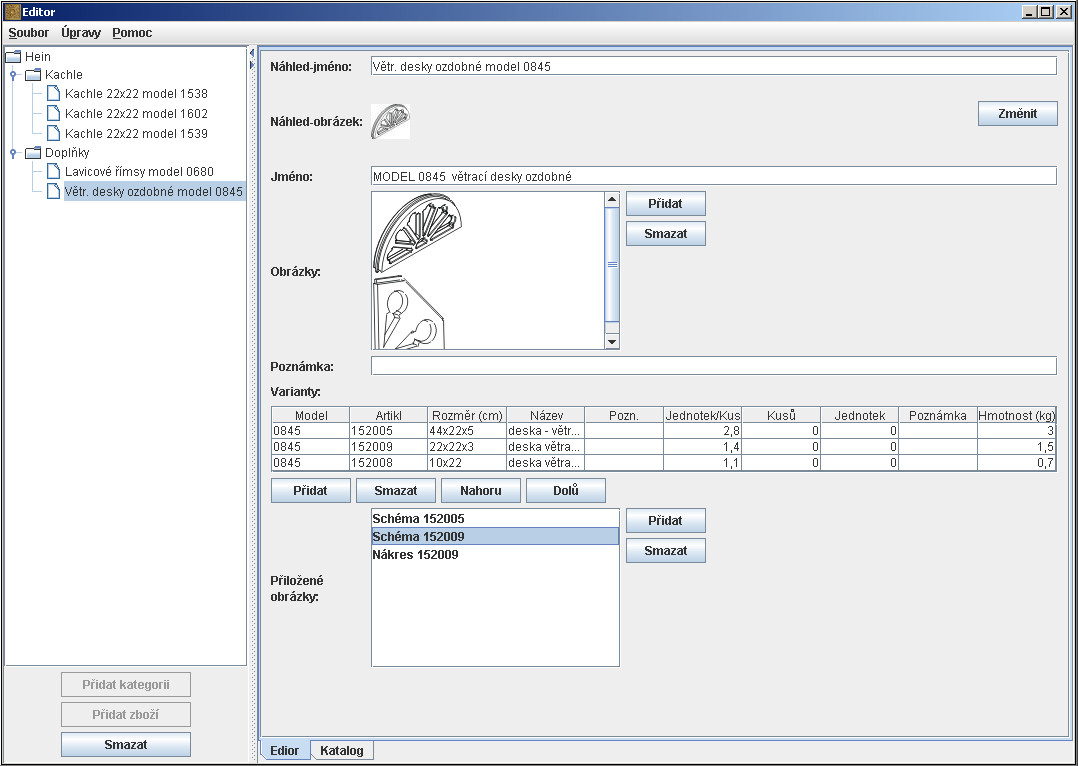 Editor
Soubor Úpravy Pomoc
Hein
Kachle
Kachle 22x22 model 1538
Kachle 22x22 model 1602
Kachle 22x22 model 1539
Doplňky
Lavicové římsy model 0680
Větr. desky ozdobné model 0845
Přidat kategorii
Přidat zboží
Smazat
Náhled-jméno: Větr. desky ozdobné model 0845
Náhled-obrázek: Změnit
Jméno: MODEL 0845 větrací desky ozdobné
Obrázky:
Přidat
Smazat
Poznámka:
Varianty:
Model Artikl Rozměr (cm) Název Pozn. Jednotek/Kus Kusů Jednotek Poznámka Hmotnost (kg)
0845 152005 44x22x5 deska - větr... 2,8 0 0 3
0845 152009 22x22x3 deska větra... 1,4 0 0 1,5
0845 152008 10x22 deska větra... 1,1 0 0 0,7
Přidat Smazat Nahoru Dolů
Přiložené
obrázky:
Schéma 152005
Schéma 152009
Nákres 152009
Přidat
Smazat
Edior Katalog